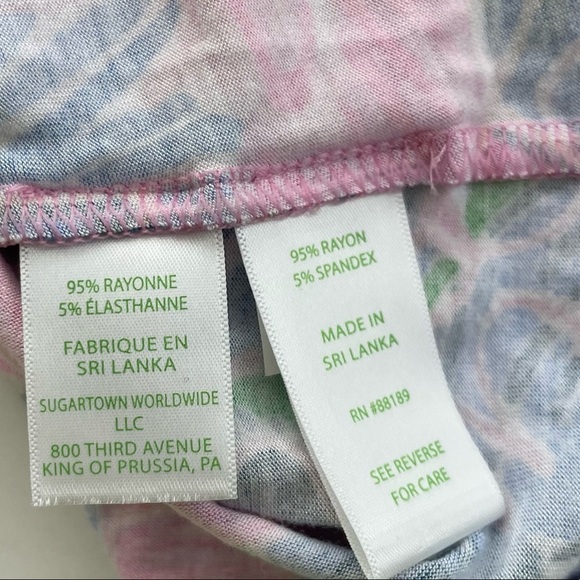 95% RAYONNE
5% ÉLASTHANNE
FABRIQUE EN
SRI LANKA
SUGARTOWN WORLDWIDE
LLC
800 THIRD AVENUE
KING OF PRUSSIA, PA
95% RAYON
5% SPANDEX
MADE IN
SRI LANKA
RN #88189
SEE REVERSE
FOR CARE